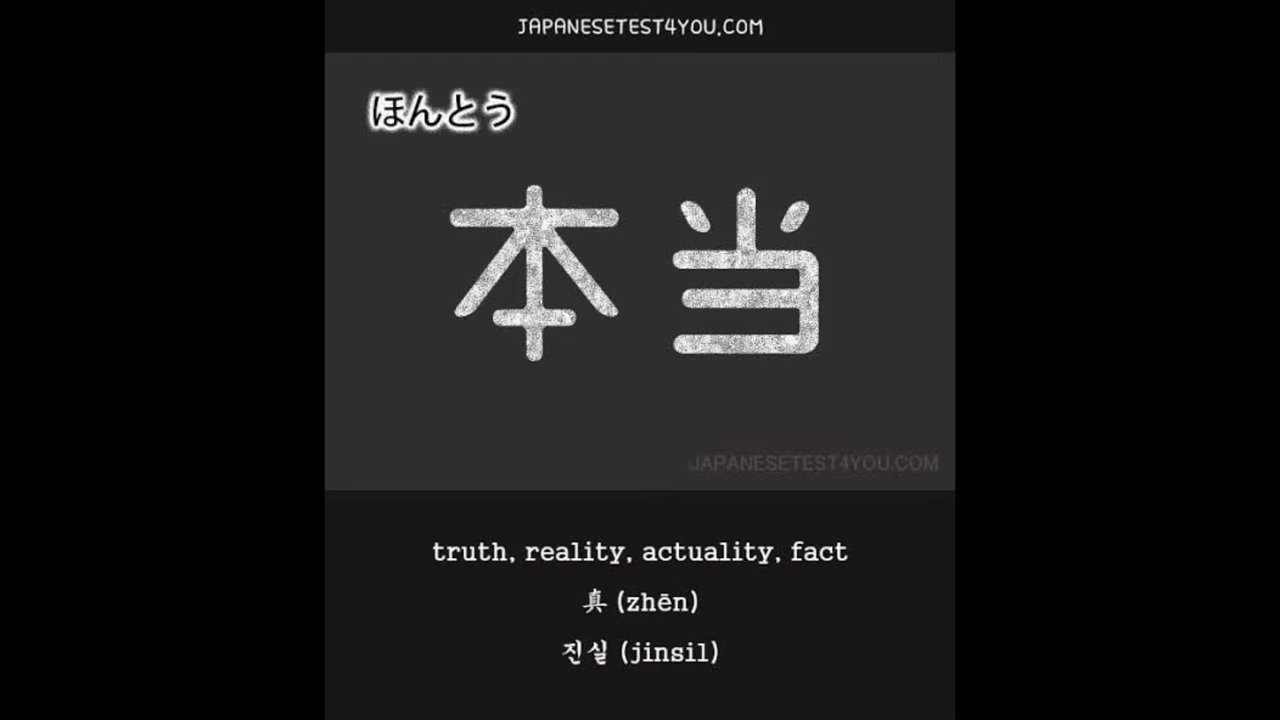 JAPANESETEST4YOU.COM
ほんとう
本当
JAPANESETEST4YOU.COM
truth, reality, actuality, fact
真 (zhēn)
진실 (jinsil)